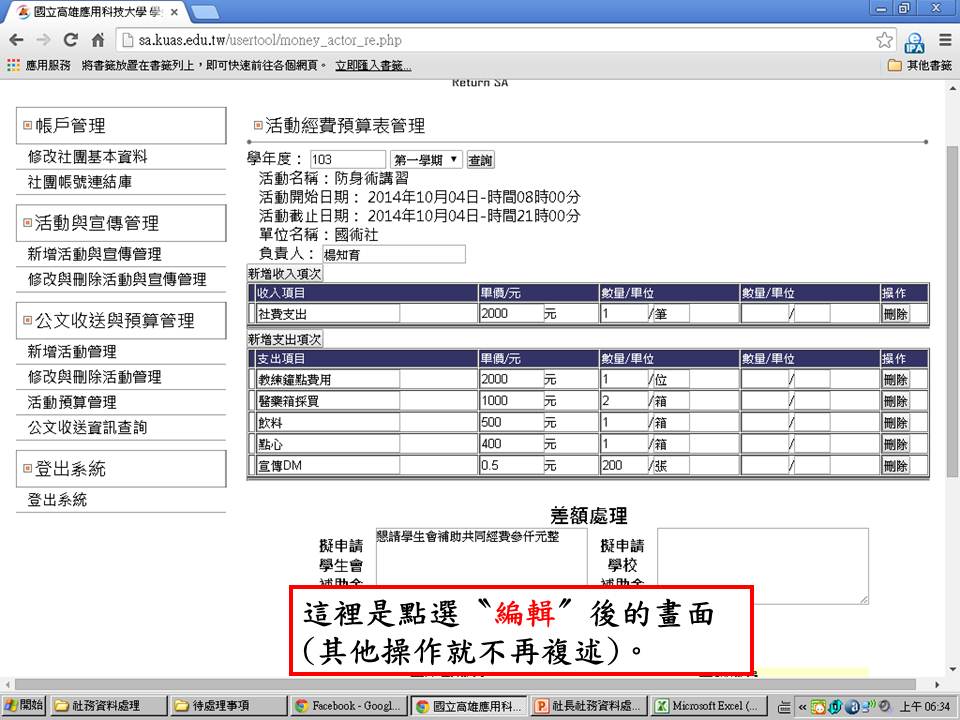 國立高雄應用科技大學 學
sa.kuas.edu.tw/usertool/money_actor_re.php
應用服務 將書籤放置在書籤列上，即可快速前往各個網頁。 立即匯入書籤... 其他書籤
Return SA
帳戶管理
修改社團基本資料
社團帳號連結庫
活動與宣傳管理
新增活動與宣傳管理
修改與刪除活動與宣傳管理
公文收送與預算管理
新增活動管理
修改與刪除活動管理
活動預算管理
公文收送資訊查詢
登出系統
登出系統
活動經費預算表管理
學年度： 103 第一學期 查詢
活動名稱：防身術講習
活動開始日期： 2014年10月04日-時間08時00分
活動截止日期： 2014年10月04日-時間21時00分
單位名稱：國術社
負責人： 楊知育
新增收入項次
收入項目 單價/元 數量/單位 數量/單位 操作
社費支出 2000 元 1 /筆 / 刪除
新增支出項次
支出項目 單價/元 數量/單位 數量/單位 操作
教練鐘點費用 2000 元 1 /位 / 刪除
醫藥箱採買 1000 元 2 /箱 / 刪除
飲料 500 元 1 /箱 / 刪除
點心 400 元 1 /箱 / 刪除
宣傳DM 0.5 元 200 /張 / 刪除
差額處理
擬申請 懇請學生會補助共同經費參仟元整 擬申請
學生會 學校
補助金 補助金
這裡是點選〝編輯〞後的畫面
(其他操作就不再複述)。
開始 社務資料處理 待處理事項 Facebook - Googl... 國立高雄應用科... 社長社務資料處... Microsoft Excel (... 上午 06:34